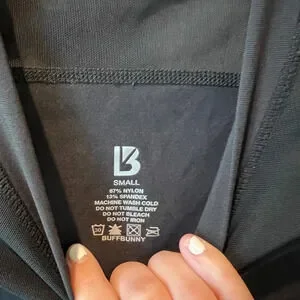 B
SMALL
87% NYLON
13% SPANDEX
MACHINE WASH COLD
DO NOT TUMBLE DRY
DO NOT BLEACH
DO NOT IRON
30
BUFFBUNNY